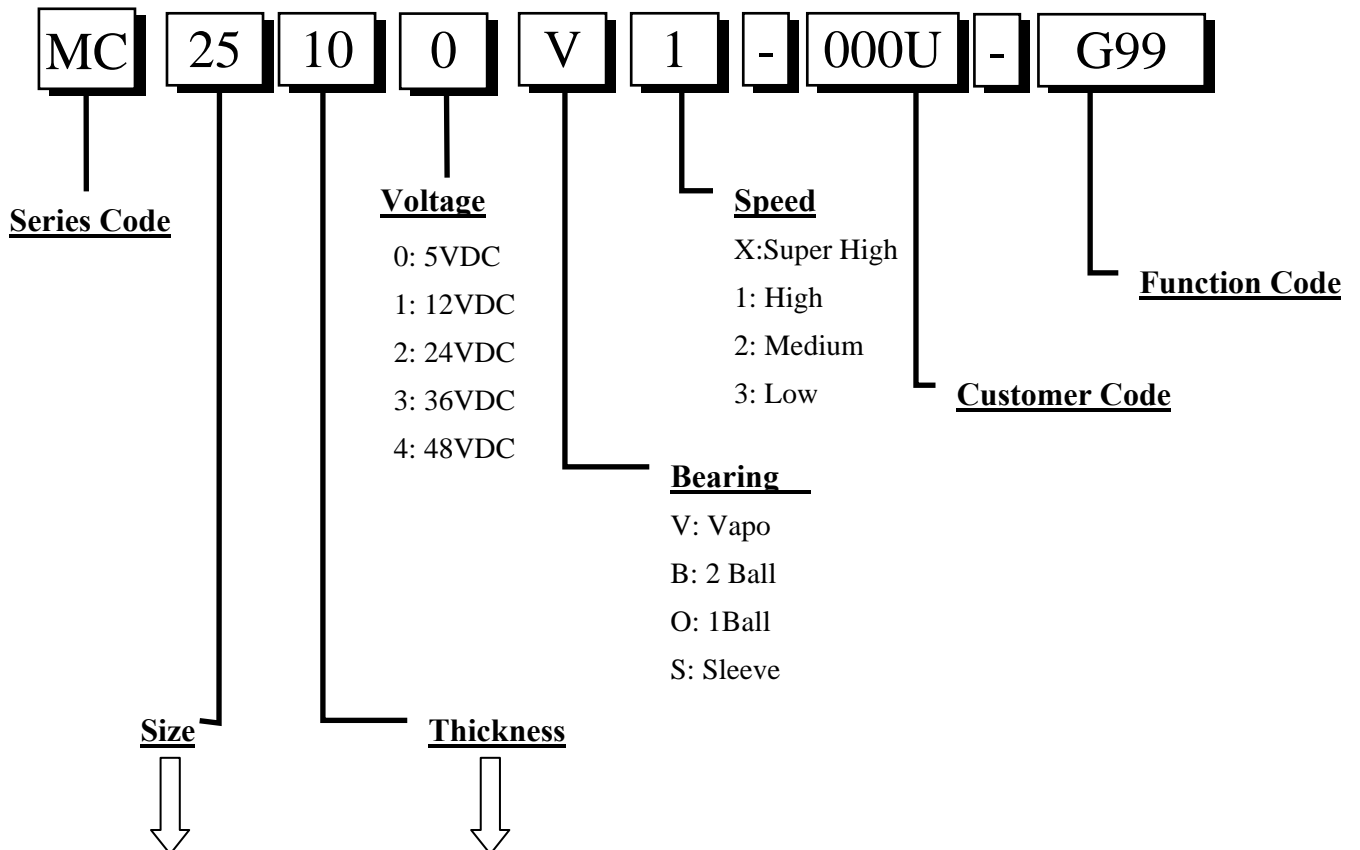 MC 25 10 0 V 1 - 000U - G99
Series Code
Voltage
0: 5VDC
1: 12VDC
2: 24VDC
3: 36VDC
4: 48VDC
Speed
X:Super High
1: High
2: Medium
3: Low
Function Code
Customer Code
Bearing
V: Vapo
B: 2 Ball
O: 1Ball
S: Sleeve
Size
Thickness